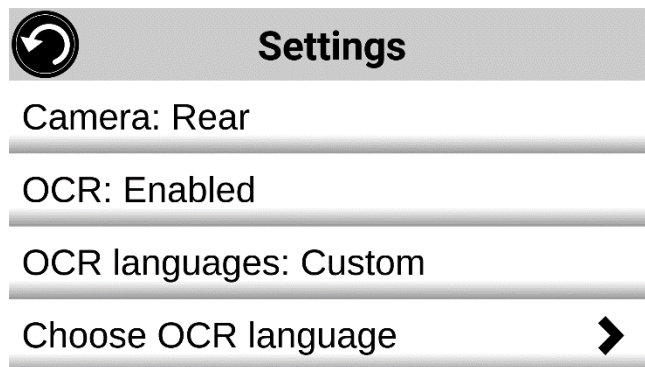 Settings
Camera: Rear
OCR: Enabled
OCR languages: Custom
Choose OCR language